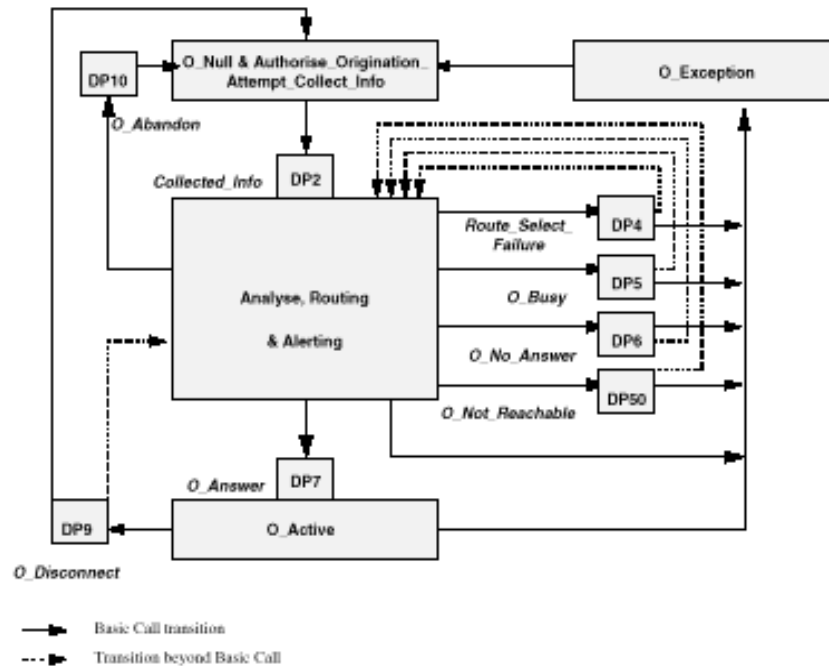 O_Null & Authorise_Origination_
Attempt_Collect_Info
O_Exception
DP10
O_Abandon
Collected_Info
DP2
Route_Select_
Failure
DP4
Analyse, Routing
& Alerting
O_Busy
DP5
O_No_Answer
DP6
O_Not_Reachable
DP50
O_Answer
DP7
DP9
O_Active
O_Disconnect
Basic Call transition
Transition beyond Basic Call